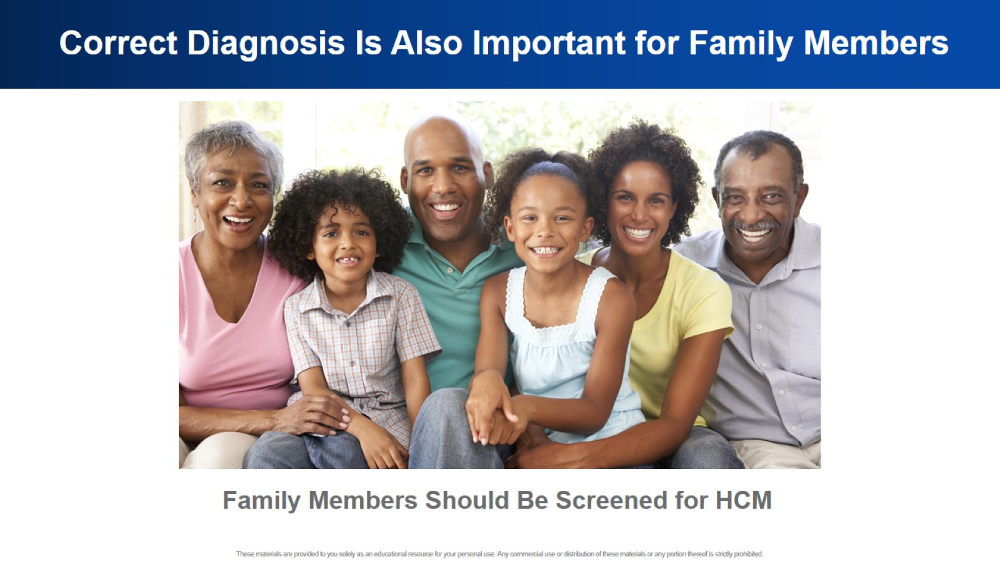 Correct Diagnosis Is Also Important for Family Members
Family Members Should Be Screened for HCM
These materials are provided to you solely as an educational resource for your personal use. Any commercial use or distribution of these materials or any portion thereof is strictly prohibited.